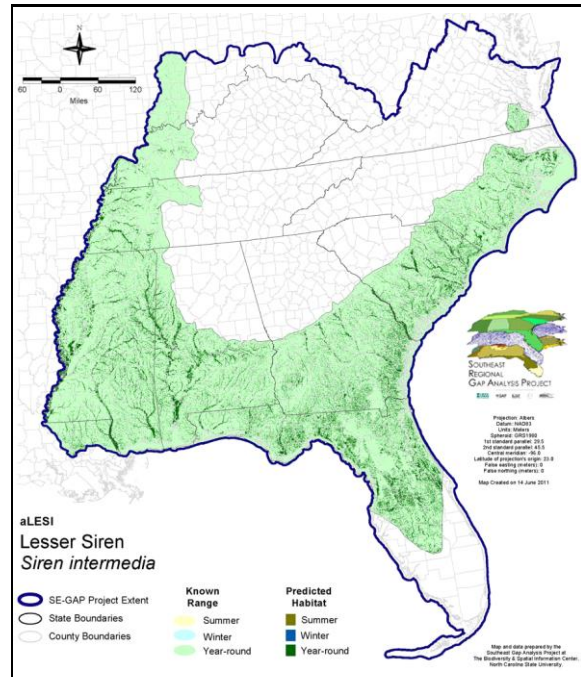 N
60 0 60 120
Miles
SOUTHEAST
REGIONAL
GAP ANALYSIS PROJECT
Projection: Albers
Datum: NAD83
Units: Meters
Spheroid: GRS1980
1st standard parallel: 29.5
2nd standard parallel: 45.5
Central meridian: -96.0
Latitude of projection's origin: 23.0
False easting (meters): 0
False northing (meters): 0
Map Created on 14 June 2011
aLESI
Lesser Siren
Siren intermedia
SE-GAP Project Extent
State Boundaries
County Boundaries
Known
Range
Summer
Winter
Year-round
Predicted
Habitat
Summer
Winter
Year-round
Map and data prepared by the
Southeast Gap Analysis Project at
The Biodiversity & Spatial Information Center,
North Carolina State University.